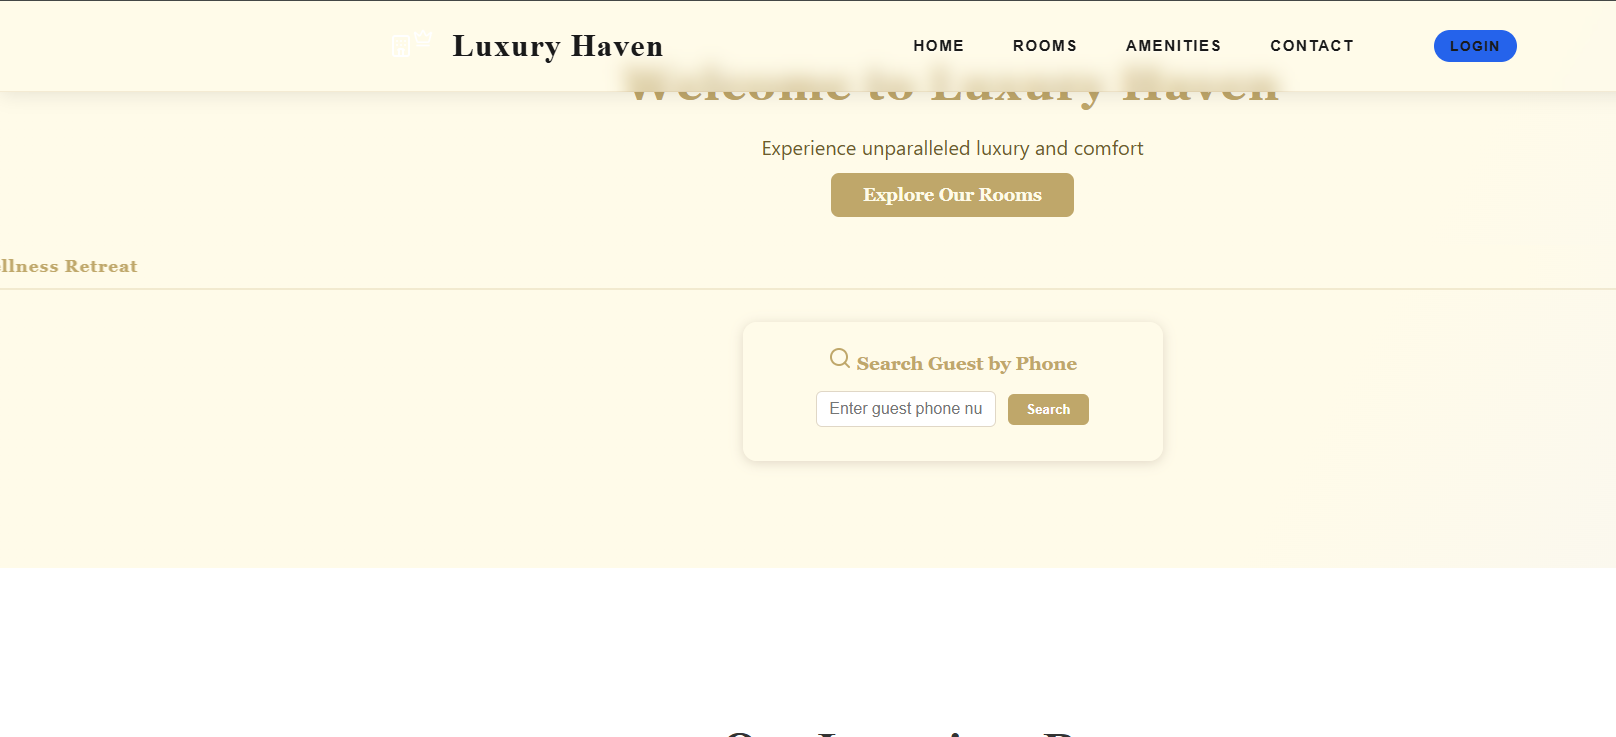 Luxury Haven
HOME
ROOMS
AMENITIES
CONTACT
LOGIN
Welcome to Luxury Haven
Experience unparalleled luxury and comfort
Explore Our Rooms
llness Retreat
Search Guest by Phone
Enter guest phone nu
Search